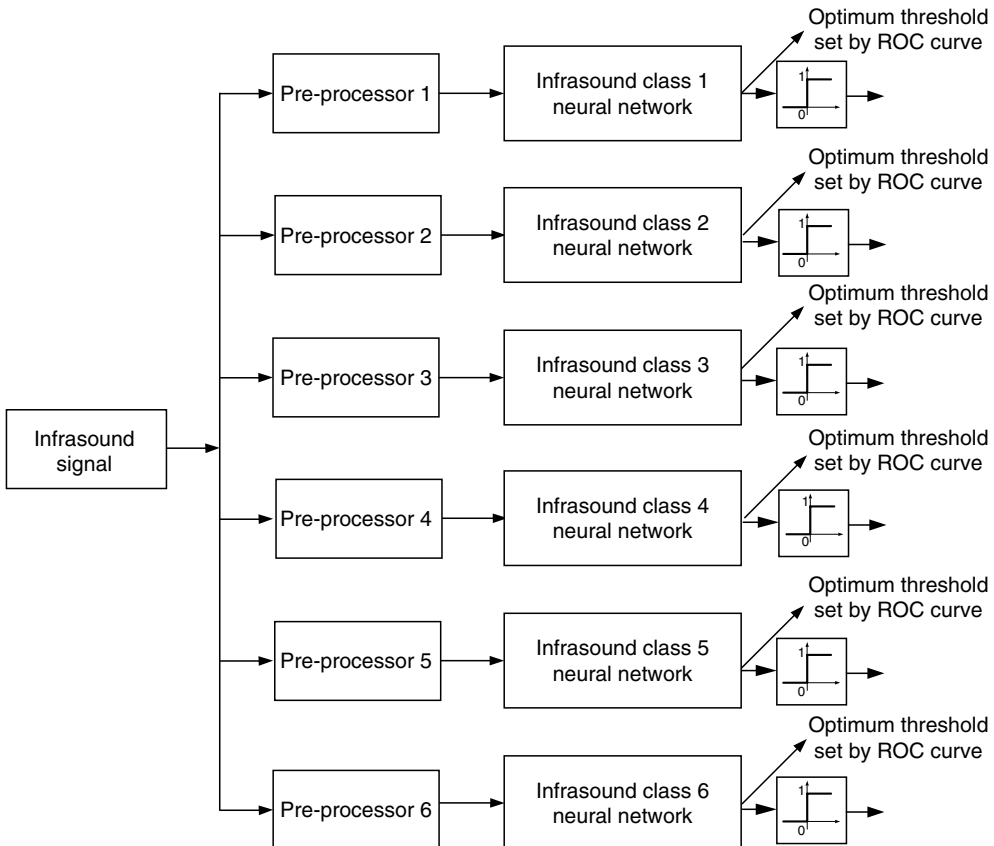 Optimum threshold
set by ROC curve
Pre-processor 1
Infrasound class 1
neural network
1
0
Optimum threshold
set by ROC curve
Pre-processor 2
Infrasound class 2
neural network
1
0
Optimum threshold
set by ROC curve
Pre-processor 3
Infrasound class 3
neural network
1
0
Infrasound
signal
Optimum threshold
set by ROC curve
Pre-processor 4
Infrasound class 4
neural network
1
0
Optimum threshold
set by ROC curve
Pre-processor 5
Infrasound class 5
neural network
1
0
Optimum threshold
set by ROC curve
Pre-processor 6
Infrasound class 6
neural network
1
0